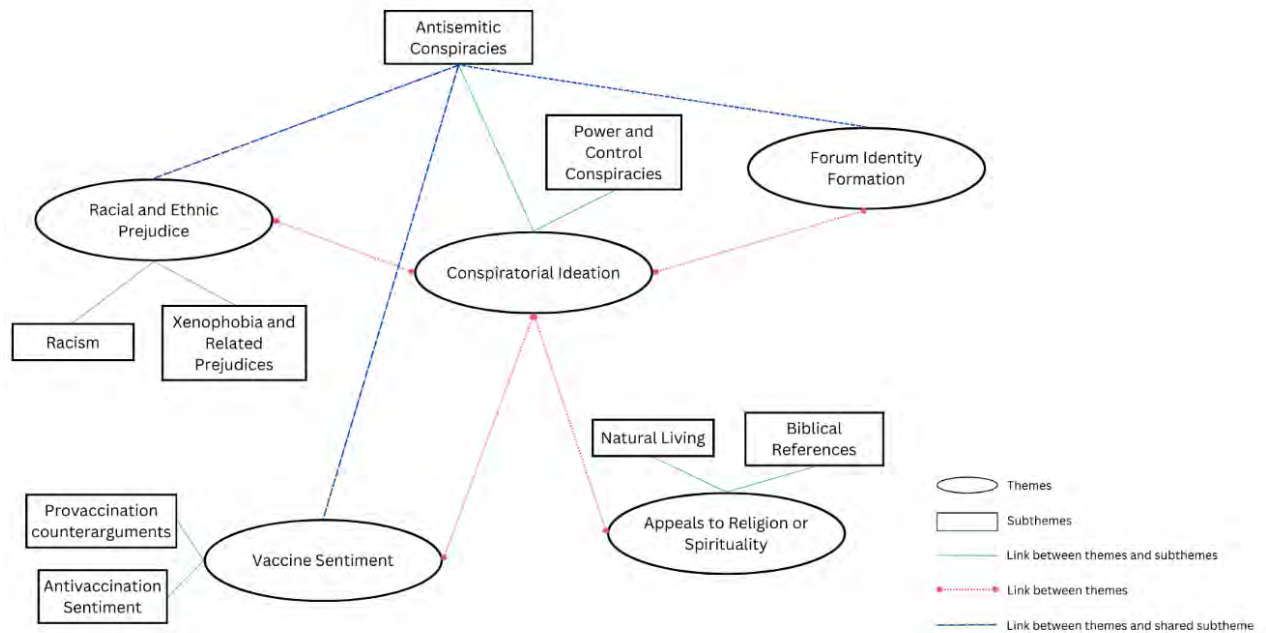 Antisemitic
Conspiracies
Power and
Control
Conspiracies
Forum Identity
Formation
Racial and Ethnic
Prejudice
Conspiratorial Ideation
Racism
Xenophobia and
Related
Prejudices
Natural Living
Biblical
References
Provaccination
counterarguments
Antivaccination
Sentiment
Vaccine Sentiment
Appeals to Religion or
Spirituality
Themes
Subthemes
Link between themes and subthemes
Link between themes
Link between themes and shared subtheme